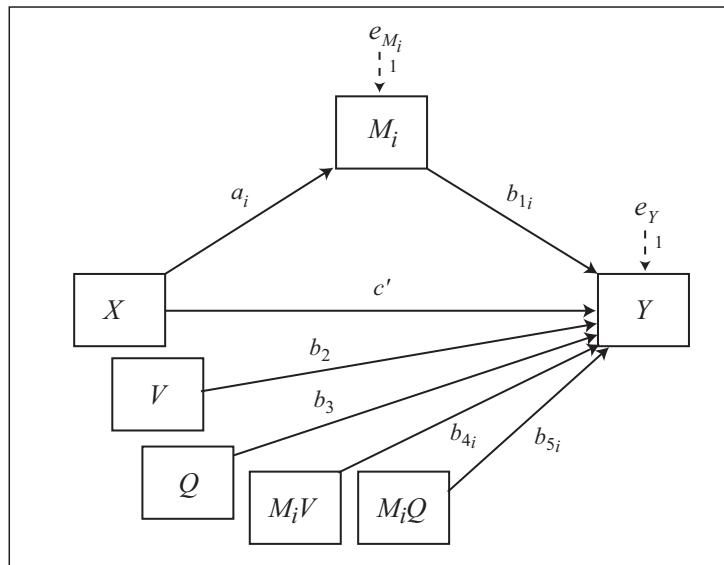 e_{M_i}
1
M_i
a_i
b_{1i}
e_Y
1
X
c′
Y
b_2
V
b_3
Q
b_{4i}
b_{5i}
M_iV
M_iQ